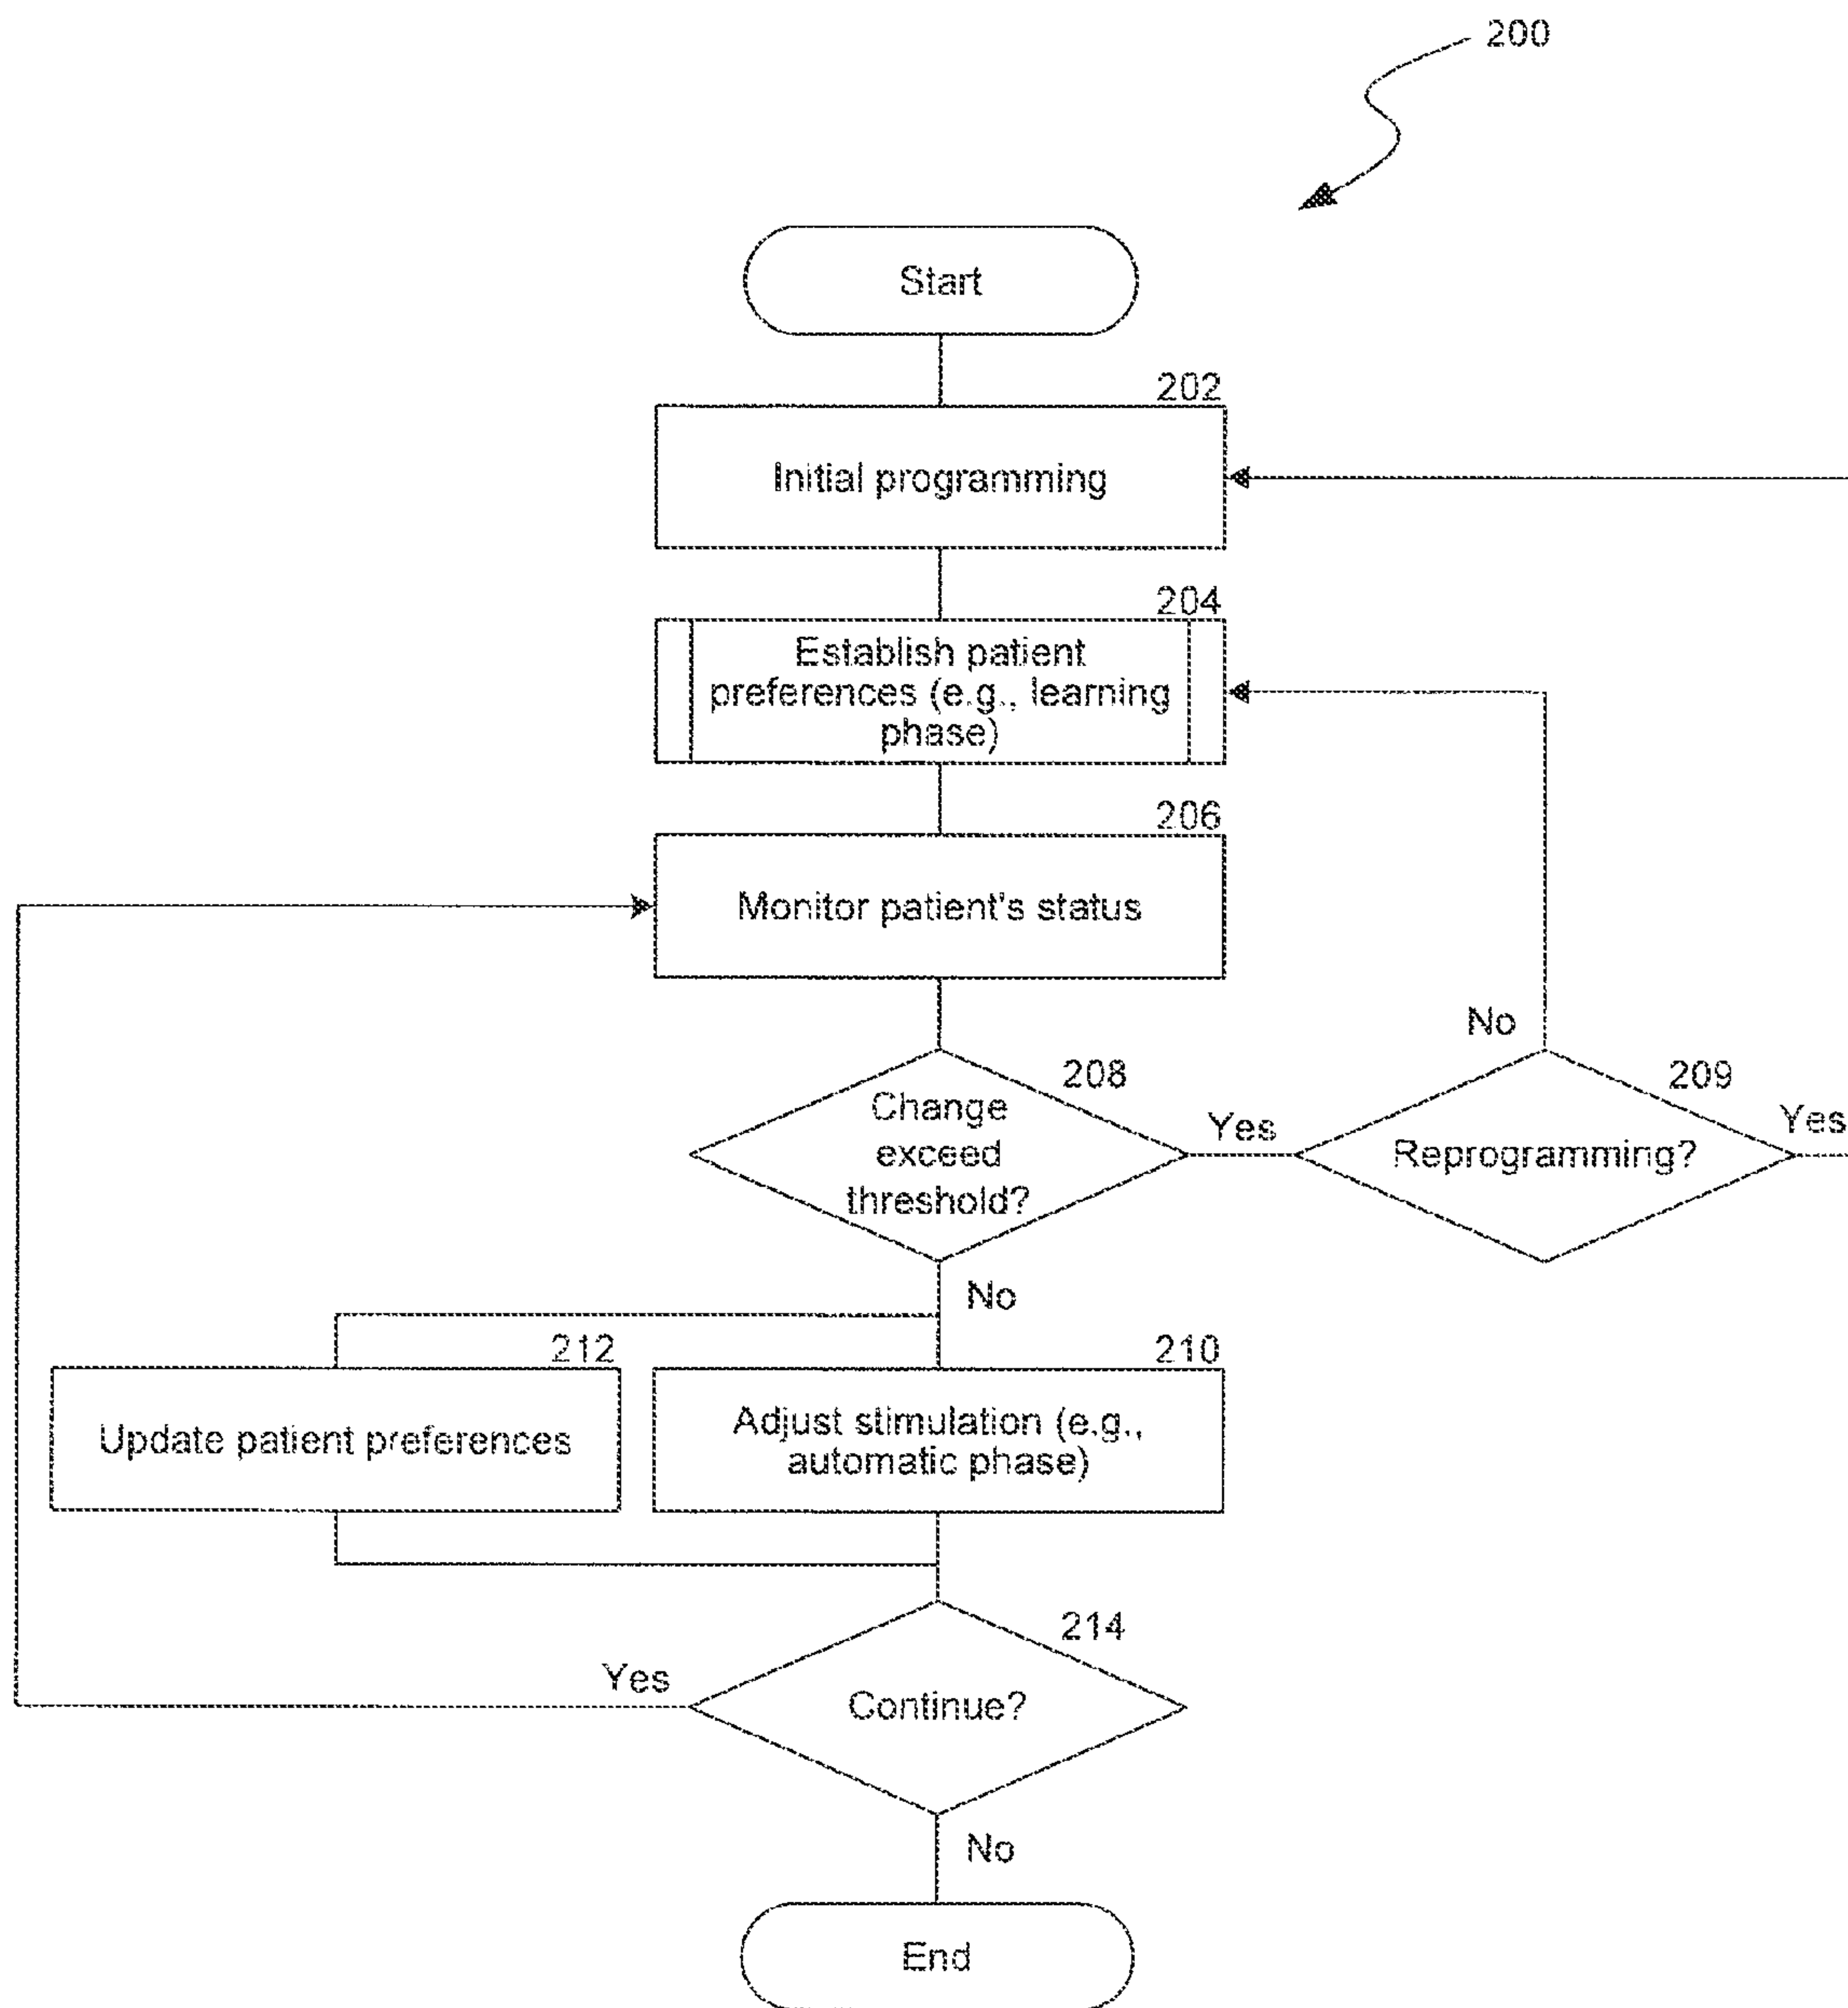 200
Start
202
Initial programming
204
Establish patient
preferences (e.g., learning
phase)
206
Monitor patient's status
208
Change
exceed
threshold?
Yes
No
209
Reprogramming?
Yes
No
212
Update patient preferences
210
Adjust stimulation (e.g.,
automatic phase)
214
Continue?
Yes
No
End